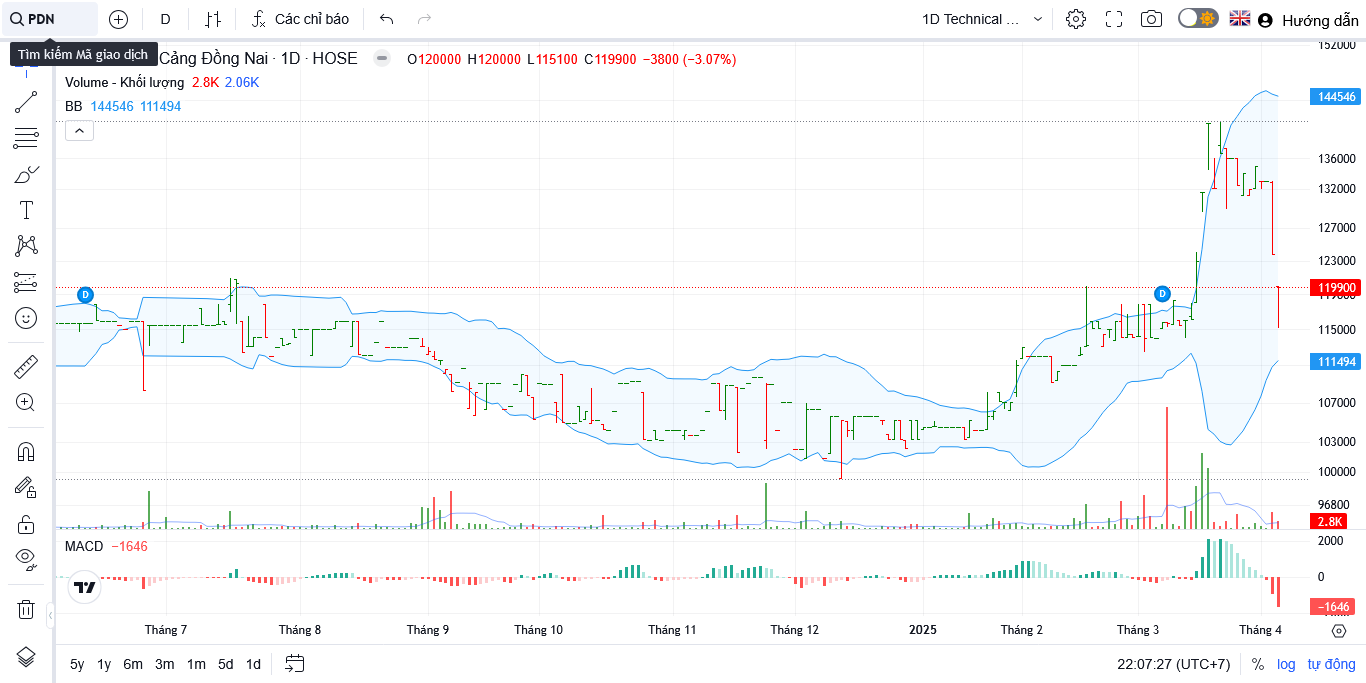 PDN
D
Các chỉ báo
1D Technical ...
Hướng dẫn
Tìm kiếm Mã giao dịch
Cảng Đồng Nai · 1D · HOSE
O120000 H120000 L115100 C119900 −3800 (−3.07%)
Volume - Khối lượng 2.8K 2.06K
BB 144546 111494
152000
144546
136000
132000
127000
123000
119900
115000
111494
107000
103000
100000
96800
2.8K
D
D
MACD −1646
2000
0
−1646
Tháng 7
Tháng 8
Tháng 9
Tháng 10
Tháng 11
Tháng 12
2025
Tháng 2
Tháng 3
Tháng 4
5y 1y 6m 3m 1m 5d 1d
22:07:27 (UTC+7)
% log tự động